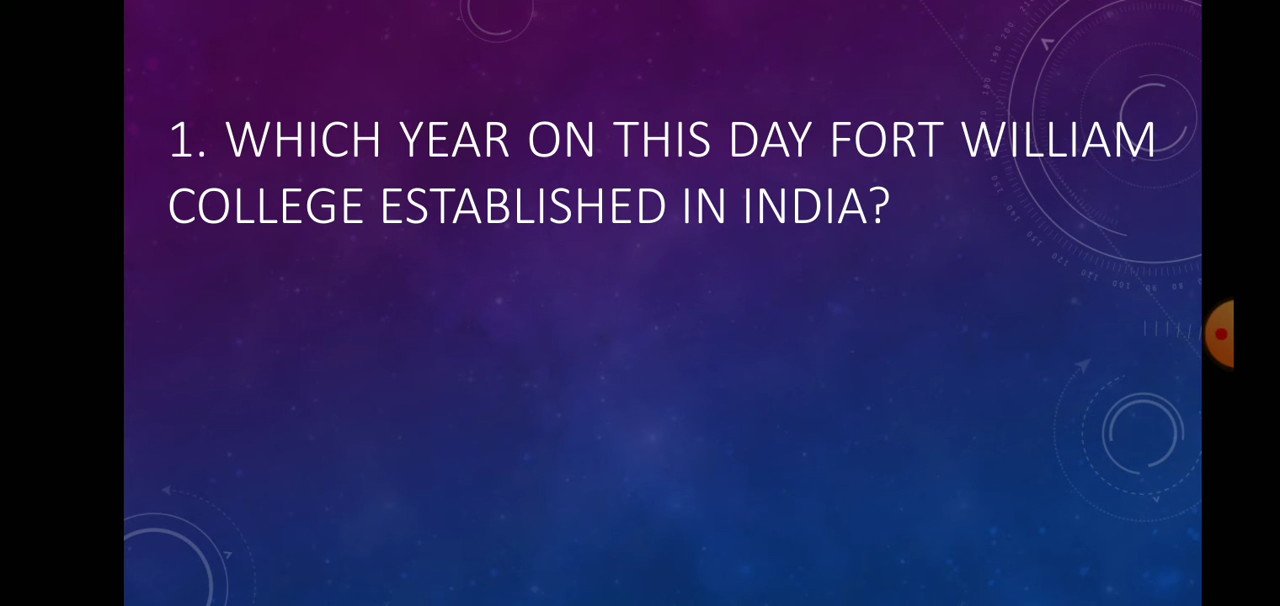 1. WHICH YEAR ON THIS DAY FORT WILLIAM
COLLEGE ESTABLISHED IN INDIA?